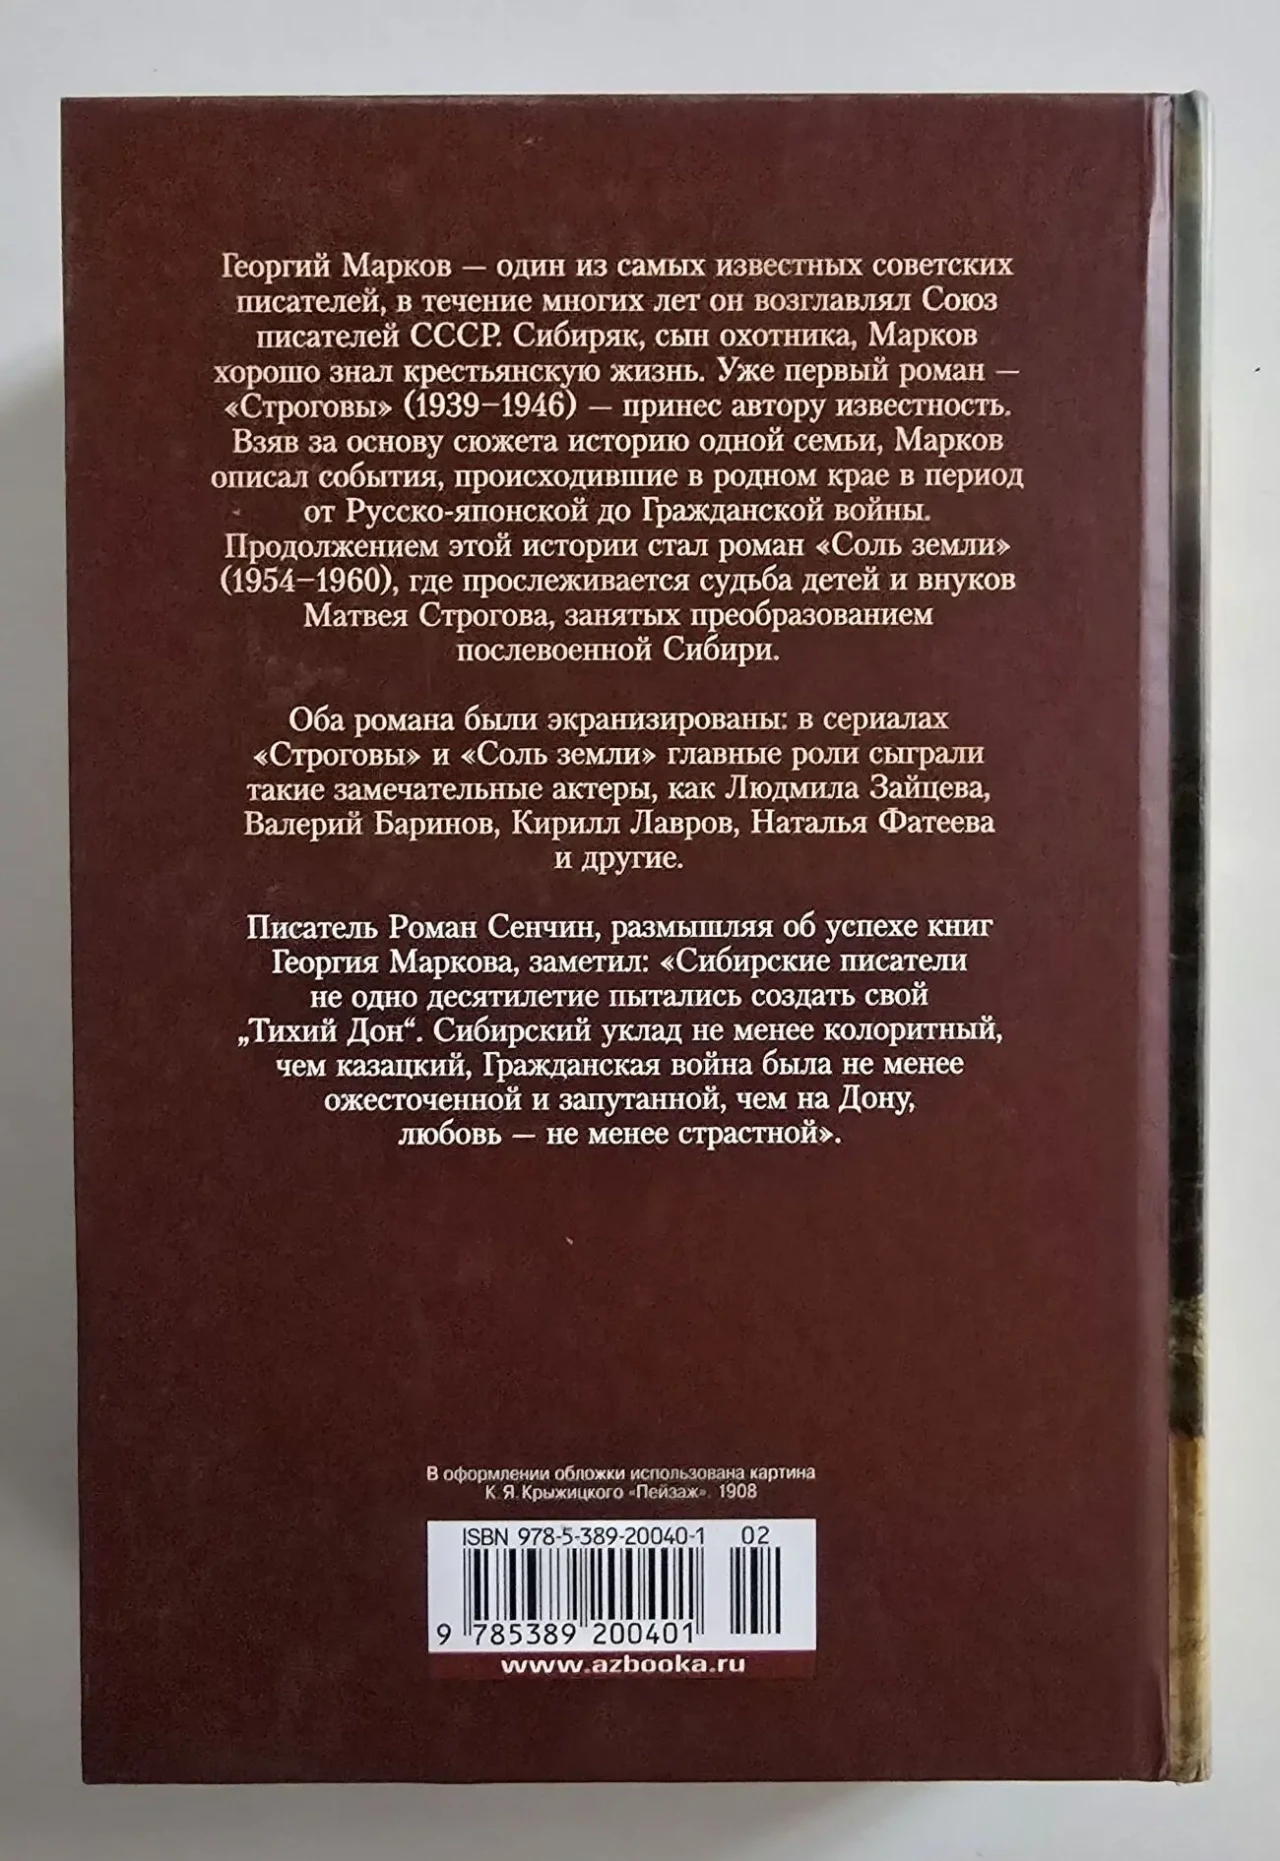 Георгий Марков — один из самых известных советских
писателей, в течение многих лет он возглавлял Союз
писателей СССР. Сибиряк, сын охотника, Марков
хорошо знал крестьянскую жизнь. Уже первый роман —
«Строговы» (1939–1946) — принес автору известность.
Взяв за основу сюжета историю одной семьи, Марков
описал события, происходившие в родном крае в период
от Русско-японской до Гражданской войны.
Продолжением этой истории стал роман «Соль земли»
(1954–1960), где прослеживается судьба детей и внуков
Матвея Строгова, занятых преобразованием
послевоенной Сибири.
Оба романа были экранизированы: в сериалах
«Строговы» и «Соль земли» главные роли сыграли
такие замечательные актеры, как Людмила Зайцева,
Валерий Баринов, Кирилл Лавров, Наталья Фатеева
и другие.
Писатель Роман Сенчин, размышляя об успехе книг
Георгия Маркова, заметил: «Сибирские писатели
не одно десятилетие пытались создать свой
„Тихий Дон“. Сибирский уклад не менее колоритный,
чем казацкий, Гражданская война была не менее
ожесточенной и запутанной, чем на Дону,
любовь — не менее страстной».
В оформлении обложки использована картина
К. Я. Крыжицкого «Пейзаж». 1908
ISBN 978-5-389-20040-1 02
9 785389 200401
www.azbooka.ru